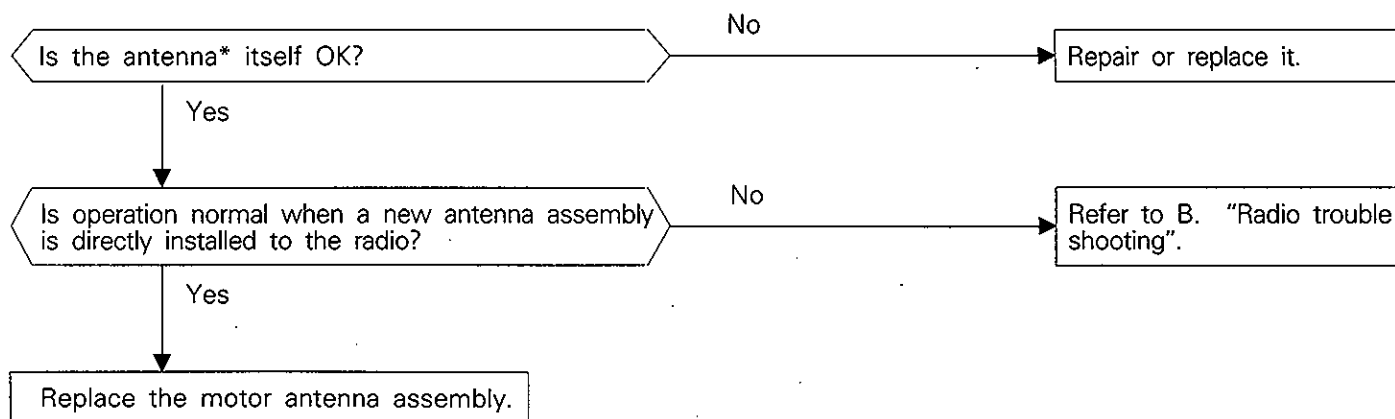 No
Is the antenna* itself OK?
Repair or replace it.
Yes
No
Is operation normal when a new antenna assembly
is directly installed to the radio?
Refer to B. "Radio trouble
shooting".
Yes
Replace the motor antenna assembly.